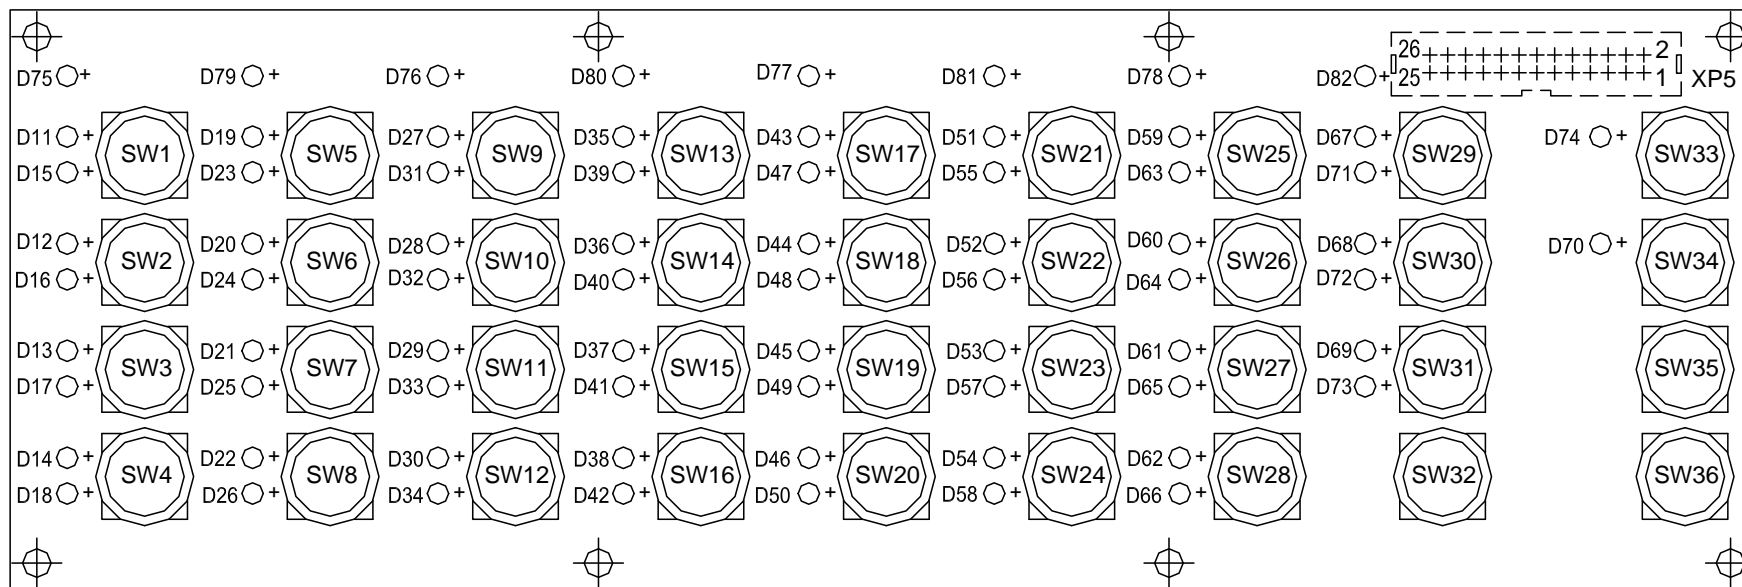 26 2
D75 + D79 + D76 + D80 + D77 + D81 + D78 + D82 + 25 1 XP5
D11 + D19 + D27 + D35 + D43 + D51 + D59 + D67 + D74 +
SW1 SW5 SW9 SW13 SW17 SW21 SW25 SW29 SW33
D15 + D23 + D31 + D39 + D47 + D55 + D63 + D71 +
D12 + D20 + D28 + D36 + D44 + D52 + D60 + D68 + D70 +
SW2 SW6 SW10 SW14 SW18 SW22 SW26 SW30 SW34
D16 + D24 + D32 + D40 + D48 + D56 + D64 + D72 +
D13 + D21 + D29 + D37 + D45 + D53 + D61 + D69 +
SW3 SW7 SW11 SW15 SW19 SW23 SW27 SW31 SW35
D17 + D25 + D33 + D41 + D49 + D57 + D65 + D73 +
D14 + D22 + D30 + D38 + D46 + D54 + D62 +
SW4 SW8 SW12 SW16 SW20 SW24 SW28 SW32 SW36
D18 + D26 + D34 + D42 + D50 + D58 + D66 +